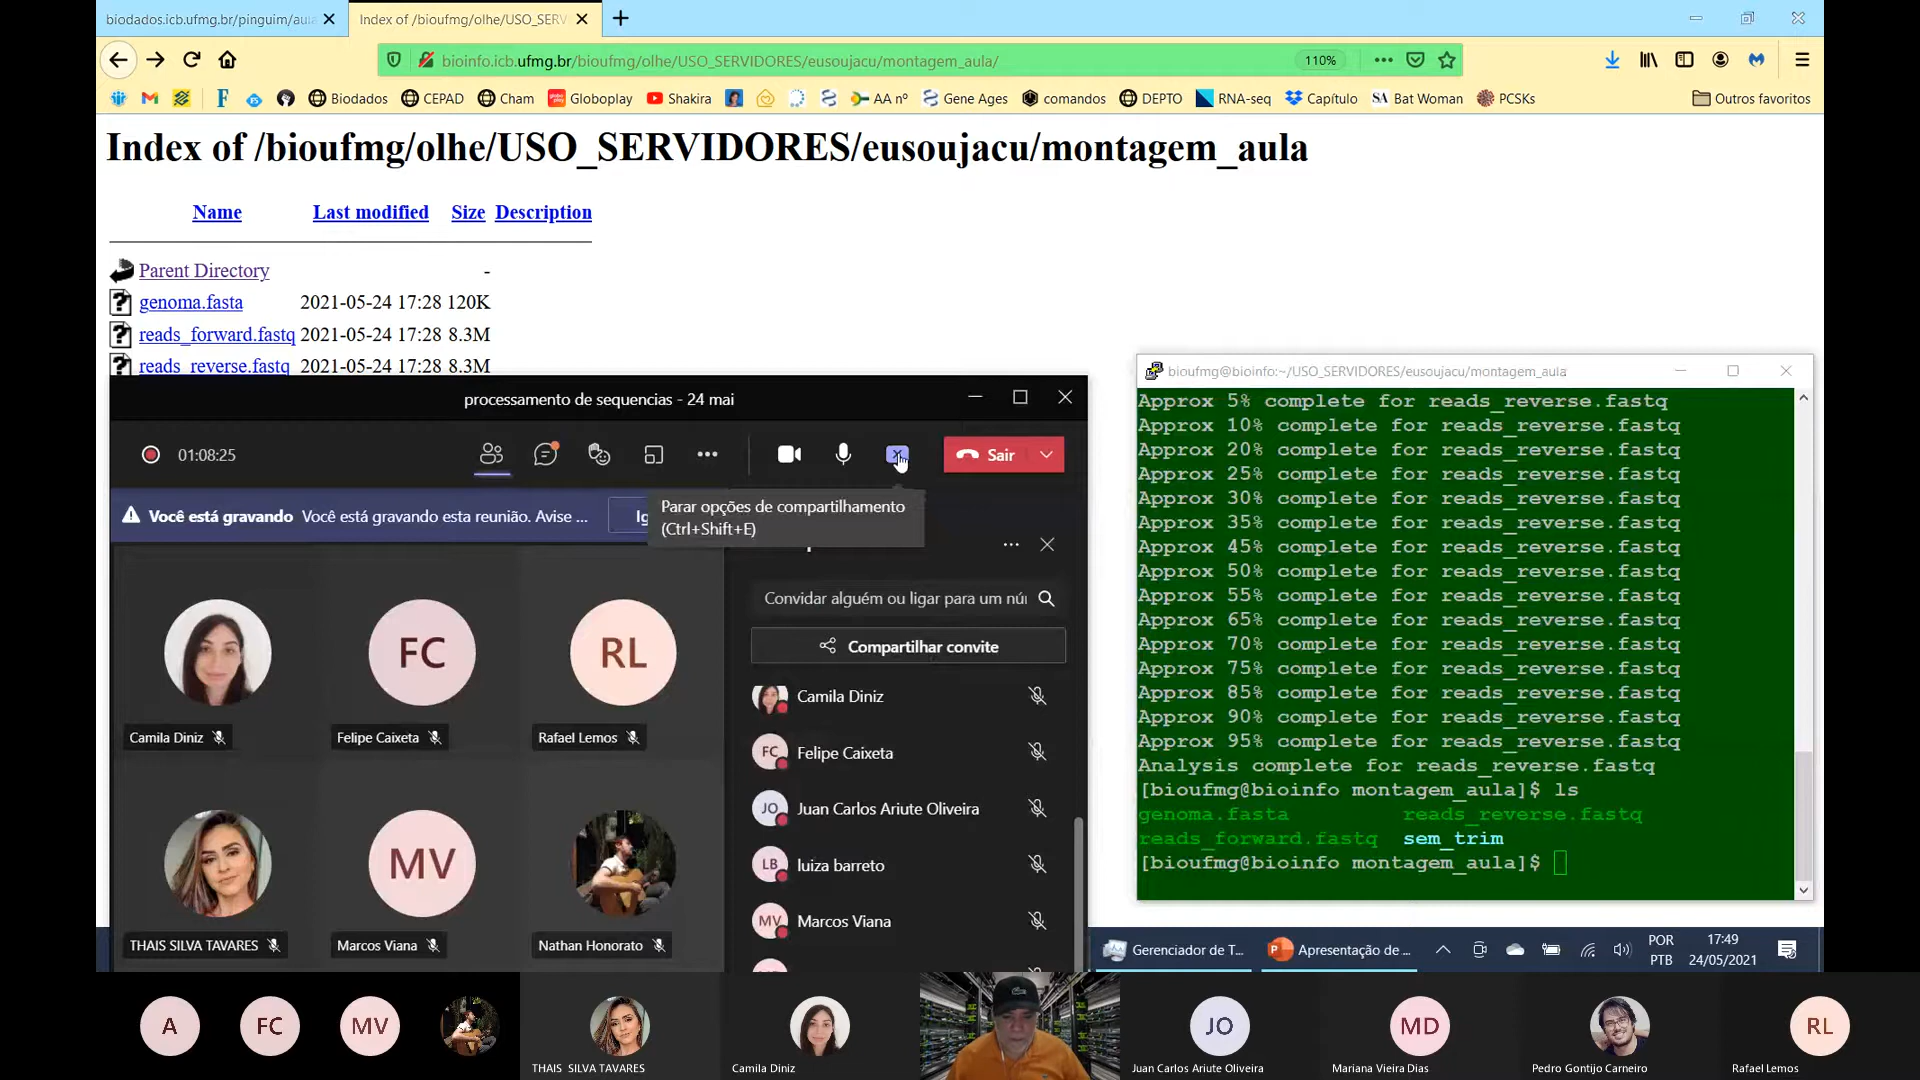 biodados.icb.ufmg.br/pinguim/aula
Index of /bioufmg/olhe/USO_SERV
bioinfo.icb.ufmg.br/bioufmg/olhe/USO_SERVIDORES/eusoujacu/montagem_aula/
110%
Biodados
CEPAD
Cham
Globoplay
Shakira
AA nº
Gene Ages
comandos
DEPTO
RNA-seq
Capítulo
SA Bat Woman
PCSKs
Outros favoritos
Index of /bioufmg/olhe/USO_SERVIDORES/eusoujacu/montagem_aula
Name Last modified Size Description
Parent Directory -
genoma.fasta 2021-05-24 17:28 120K
reads_forward.fastq 2021-05-24 17:28 8.3M
reads_reverse.fastq 2021-05-24 17:28 8.3M
processamento de sequencias - 24 mai
01:08:25
Sair
Você está gravando Você está gravando esta reunião. Avise ...
Ig
Parar opções de compartilhamento
(Ctrl+Shift+E)
Convidar alguém ou ligar para um nú
Compartilhar convite
Camila Diniz
FC Felipe Caixeta
JO Juan Carlos Ariute Oliveira
LB luiza barreto
MV Marcos Viana
FC
RL
Camila Diniz
Felipe Caixeta
Rafael Lemos
MV
THAIS SILVA TAVARES
Marcos Viana
Nathan Honorato
bioufmg@bioinfo:~/USO_SERVIDORES/eusoujacu/montagem_aula
Approx 5% complete for reads_reverse.fastq
Approx 10% complete for reads_reverse.fastq
Approx 20% complete for reads_reverse.fastq
Approx 25% complete for reads_reverse.fastq
Approx 30% complete for reads_reverse.fastq
Approx 35% complete for reads_reverse.fastq
Approx 45% complete for reads_reverse.fastq
Approx 50% complete for reads_reverse.fastq
Approx 55% complete for reads_reverse.fastq
Approx 65% complete for reads_reverse.fastq
Approx 70% complete for reads_reverse.fastq
Approx 75% complete for reads_reverse.fastq
Approx 85% complete for reads_reverse.fastq
Approx 90% complete for reads_reverse.fastq
Approx 95% complete for reads_reverse.fastq
Analysis complete for reads_reverse.fastq
[bioufmg@bioinfo montagem_aula]$ ls
genoma.fasta reads_reverse.fastq
reads_forward.fastq sem_trim
[bioufmg@bioinfo montagem_aula]$
Gerenciador de T...
Apresentação de ...
POR
PTB
17:49
24/05/2021
A
FC
MV
THAIS SILVA TAVARES
Camila Diniz
JO
Juan Carlos Ariute Oliveira
MD
Mariana Vieira Dias
Pedro Gontijo Carneiro
RL
Rafael Lemos